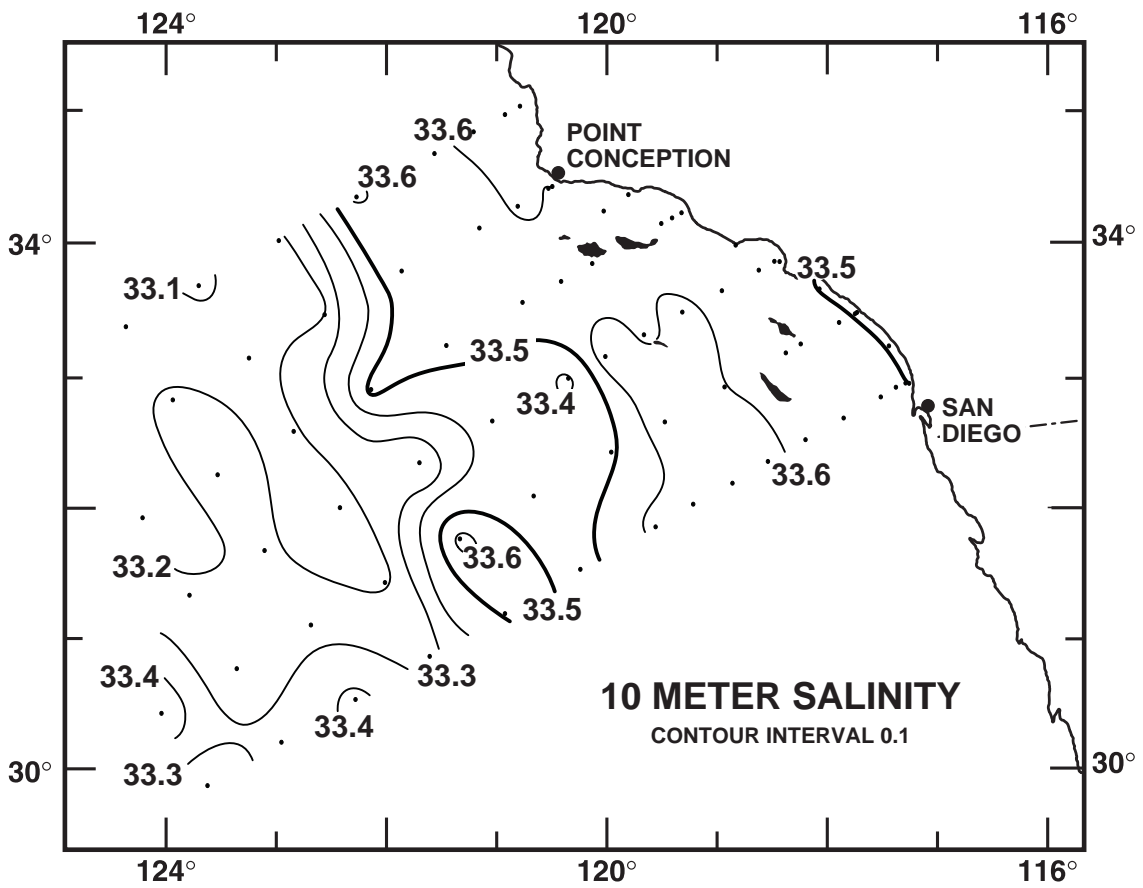 124° 120° 116°
33.6
POINT
CONCEPTION
33.6
34° 34°
33.1
33.5
33.5
33.4
SAN
DIEGO
33.6
33.6
33.2
33.5
33.4
33.3
10 METER SALINITY
33.4
CONTOUR INTERVAL 0.1
33.3
30° 30°
124° 120° 116°